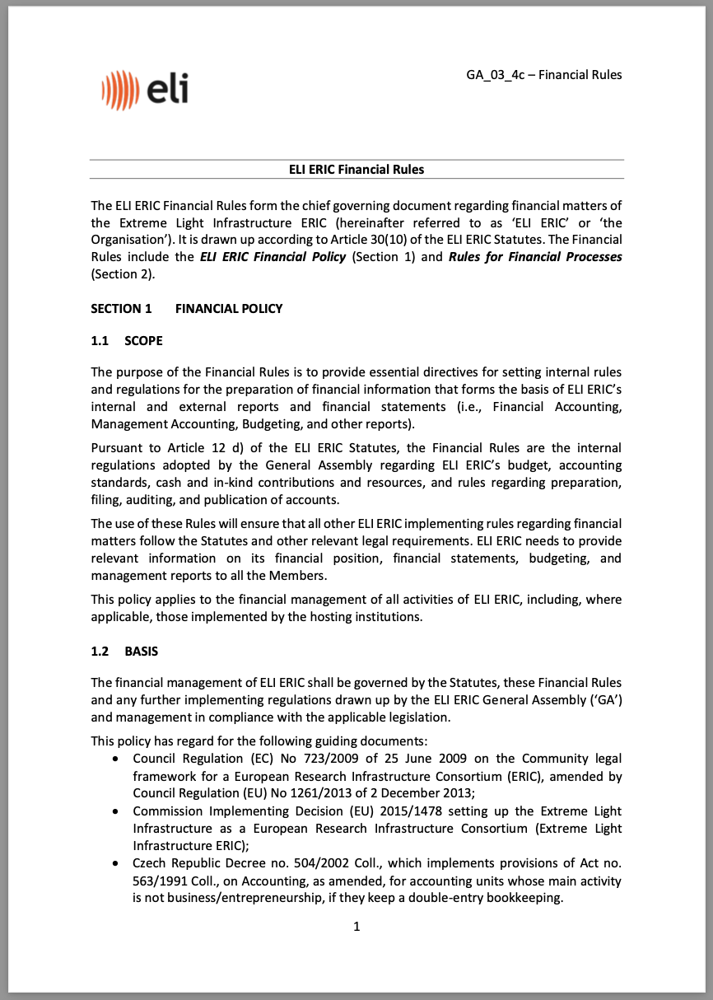 eli
GA_03_4c – Financial Rules
ELI ERIC Financial Rules
The ELI ERIC Financial Rules form the chief governing document regarding financial matters of
the Extreme Light Infrastructure ERIC (hereinafter referred to as ‘ELI ERIC’ or ‘the
Organisation’). It is drawn up according to Article 30(10) of the ELI ERIC Statutes. The Financial
Rules include the ELI ERIC Financial Policy (Section 1) and Rules for Financial Processes
(Section 2).
SECTION 1 FINANCIAL POLICY
1.1 SCOPE
The purpose of the Financial Rules is to provide essential directives for setting internal rules
and regulations for the preparation of financial information that forms the basis of ELI ERIC’s
internal and external reports and financial statements (i.e., Financial Accounting,
Management Accounting, Budgeting, and other reports).
Pursuant to Article 12 d) of the ELI ERIC Statutes, the Financial Rules are the internal
regulations adopted by the General Assembly regarding ELI ERIC’s budget, accounting
standards, cash and in-kind contributions and resources, and rules regarding preparation,
filing, auditing, and publication of accounts.
The use of these Rules will ensure that all other ELI ERIC implementing rules regarding financial
matters follow the Statutes and other relevant legal requirements. ELI ERIC needs to provide
relevant information on its financial position, financial statements, budgeting, and
management reports to all the Members.
This policy applies to the financial management of all activities of ELI ERIC, including, where
applicable, those implemented by the hosting institutions.
1.2 BASIS
The financial management of ELI ERIC shall be governed by the Statutes, these Financial Rules
and any further implementing regulations drawn up by the ELI ERIC General Assembly (‘GA’)
and management in compliance with the applicable legislation.
This policy has regard for the following guiding documents:
• Council Regulation (EC) No 723/2009 of 25 June 2009 on the Community legal
framework for a European Research Infrastructure Consortium (ERIC), amended by
Council Regulation (EU) No 1261/2013 of 2 December 2013;
• Commission Implementing Decision (EU) 2015/1478 setting up the Extreme Light
Infrastructure as a European Research Infrastructure Consortium (Extreme Light
Infrastructure ERIC);
• Czech Republic Decree no. 504/2002 Coll., which implements provisions of Act no.
563/1991 Coll., on Accounting, as amended, for accounting units whose main activity
is not business/entrepreneurship, if they keep a double-entry bookkeeping.
1